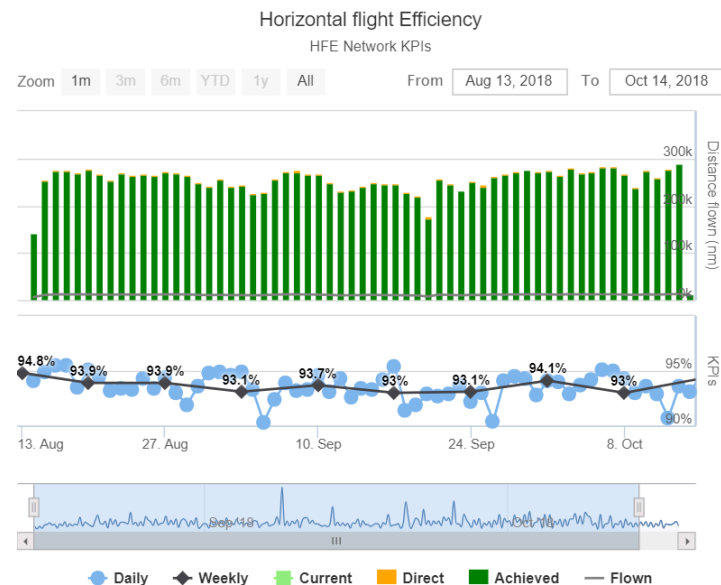 Horizontal flight Efficiency
HFE Network KPIs
Zoom 1m 3m 6m YTD 1y All From Aug 13, 2018 To Oct 14, 2018
300k
200k
100k
0k
Distance flown (nm)
94.8% 93.9% 93.9% 93.1% 93.7% 93% 93.1% 94.1% 93%
95%
90%
KPIs
13. Aug 27. Aug 10. Sep 24. Sep 8. Oct
Sep '18 Oct '18
Daily Weekly Current Direct Achieved Flown